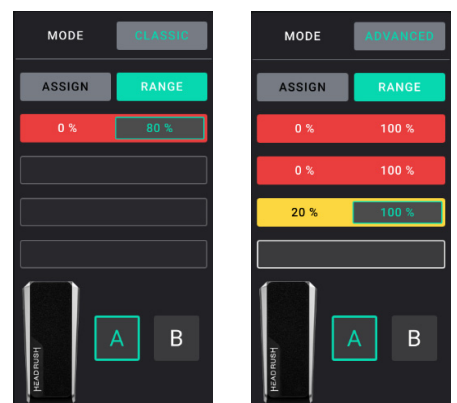 MODE CLASSIC
ASSIGN RANGE
0 % 80 %
A B
HEADRUSH
MODE ADVANCED
ASSIGN RANGE
0 % 100 %
0 % 100 %
20 % 100 %
A B
HEADRUSH